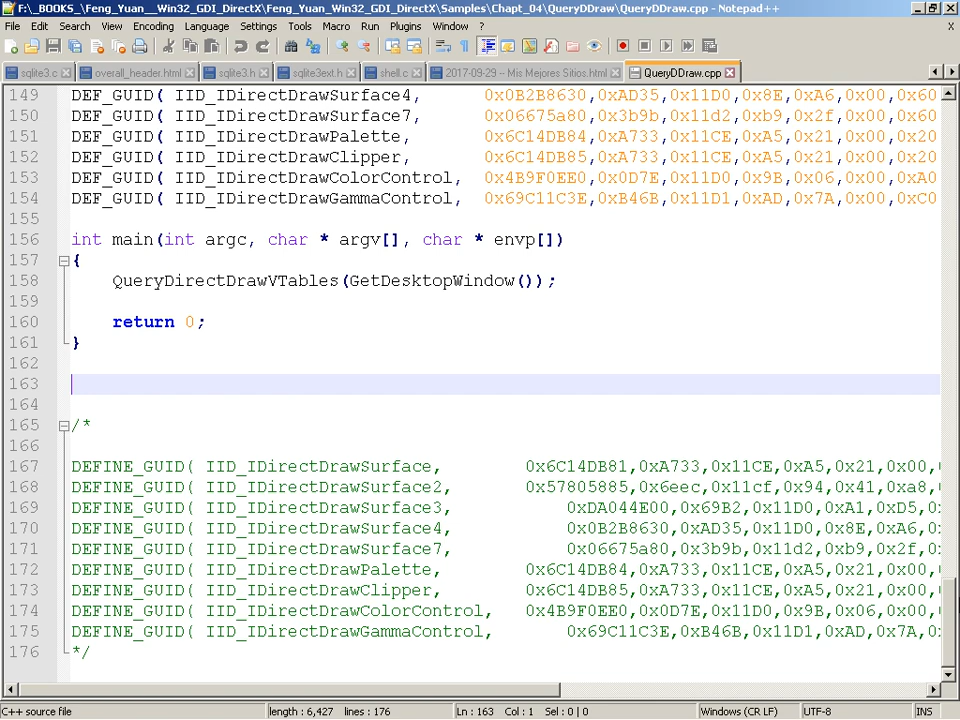 F:\_BOOKS_\Feng_Yuan__Win32_GDI_DirectX\Feng_Yuan_Win32_GDI_DirectX\Samples\Chapt_04\QueryDDraw\QueryDDraw.cpp - Notepad++
File Edit Search View Encoding Language Settings Tools Macro Run Plugins Window ? X
sqlite3.c overall_header.html sqlite3.h sqlite3ext.h shell.c 2017-09-29 -- Mis Mejores Sitios.html QueryDDraw.cpp
149 DEF_GUID( IID_IDirectDrawSurface4, 0x0B2B8630,0xAD35,0x11D0,0x8E,0xA6,0x00,0x60
150 DEF_GUID( IID_IDirectDrawSurface7, 0x06675a80,0x3b9b,0x11d2,0xb9,0x2f,0x00,0x60
151 DEF_GUID( IID_IDirectDrawPalette, 0x6C14DB84,0xA733,0x11CE,0xA5,0x21,0x00,0x20
152 DEF_GUID( IID_IDirectDrawClipper, 0x6C14DB85,0xA733,0x11CE,0xA5,0x21,0x00,0x20
153 DEF_GUID( IID_IDirectDrawColorControl, 0x4B9F0EE0,0x0D7E,0x11D0,0x9B,0x06,0x00,0xA0
154 DEF_GUID( IID_IDirectDrawGammaControl, 0x69C11C3E,0xB46B,0x11D1,0xAD,0x7A,0x00,0xC0
155
156 int main(int argc, char * argv[], char * envp[])
157 {
158 QueryDirectDrawVTables(GetDesktopWindow());
159
160 return 0;
161 }
162
163
164
165 /*
166
167 DEFINE_GUID( IID_IDirectDrawSurface, 0x6C14DB81,0xA733,0x11CE,0xA5,0x21,0x00,
168 DEFINE_GUID( IID_IDirectDrawSurface2, 0x57805885,0x6eec,0x11cf,0x94,0x41,0xa8,
169 DEFINE_GUID( IID_IDirectDrawSurface3, 0xDA044E00,0x69B2,0x11D0,0xA1,0xD5,0
170 DEFINE_GUID( IID_IDirectDrawSurface4, 0x0B2B8630,0xAD35,0x11D0,0x8E,0xA6,0
171 DEFINE_GUID( IID_IDirectDrawSurface7, 0x06675a80,0x3b9b,0x11d2,0xb9,0x2f,0
172 DEFINE_GUID( IID_IDirectDrawPalette, 0x6C14DB84,0xA733,0x11CE,0xA5,0x21,0x00,
173 DEFINE_GUID( IID_IDirectDrawClipper, 0x6C14DB85,0xA733,0x11CE,0xA5,0x21,0x00,
174 DEFINE_GUID( IID_IDirectDrawColorControl, 0x4B9F0EE0,0x0D7E,0x11D0,0x9B,0x06,0x00,
175 DEFINE_GUID( IID_IDirectDrawGammaControl, 0x69C11C3E,0xB46B,0x11D1,0xAD,0x7A,0
176 */
C++ source file length : 6,427 lines : 176 Ln : 163 Col : 1 Sel : 0 | 0 Windows (CR LF) UTF-8 INS